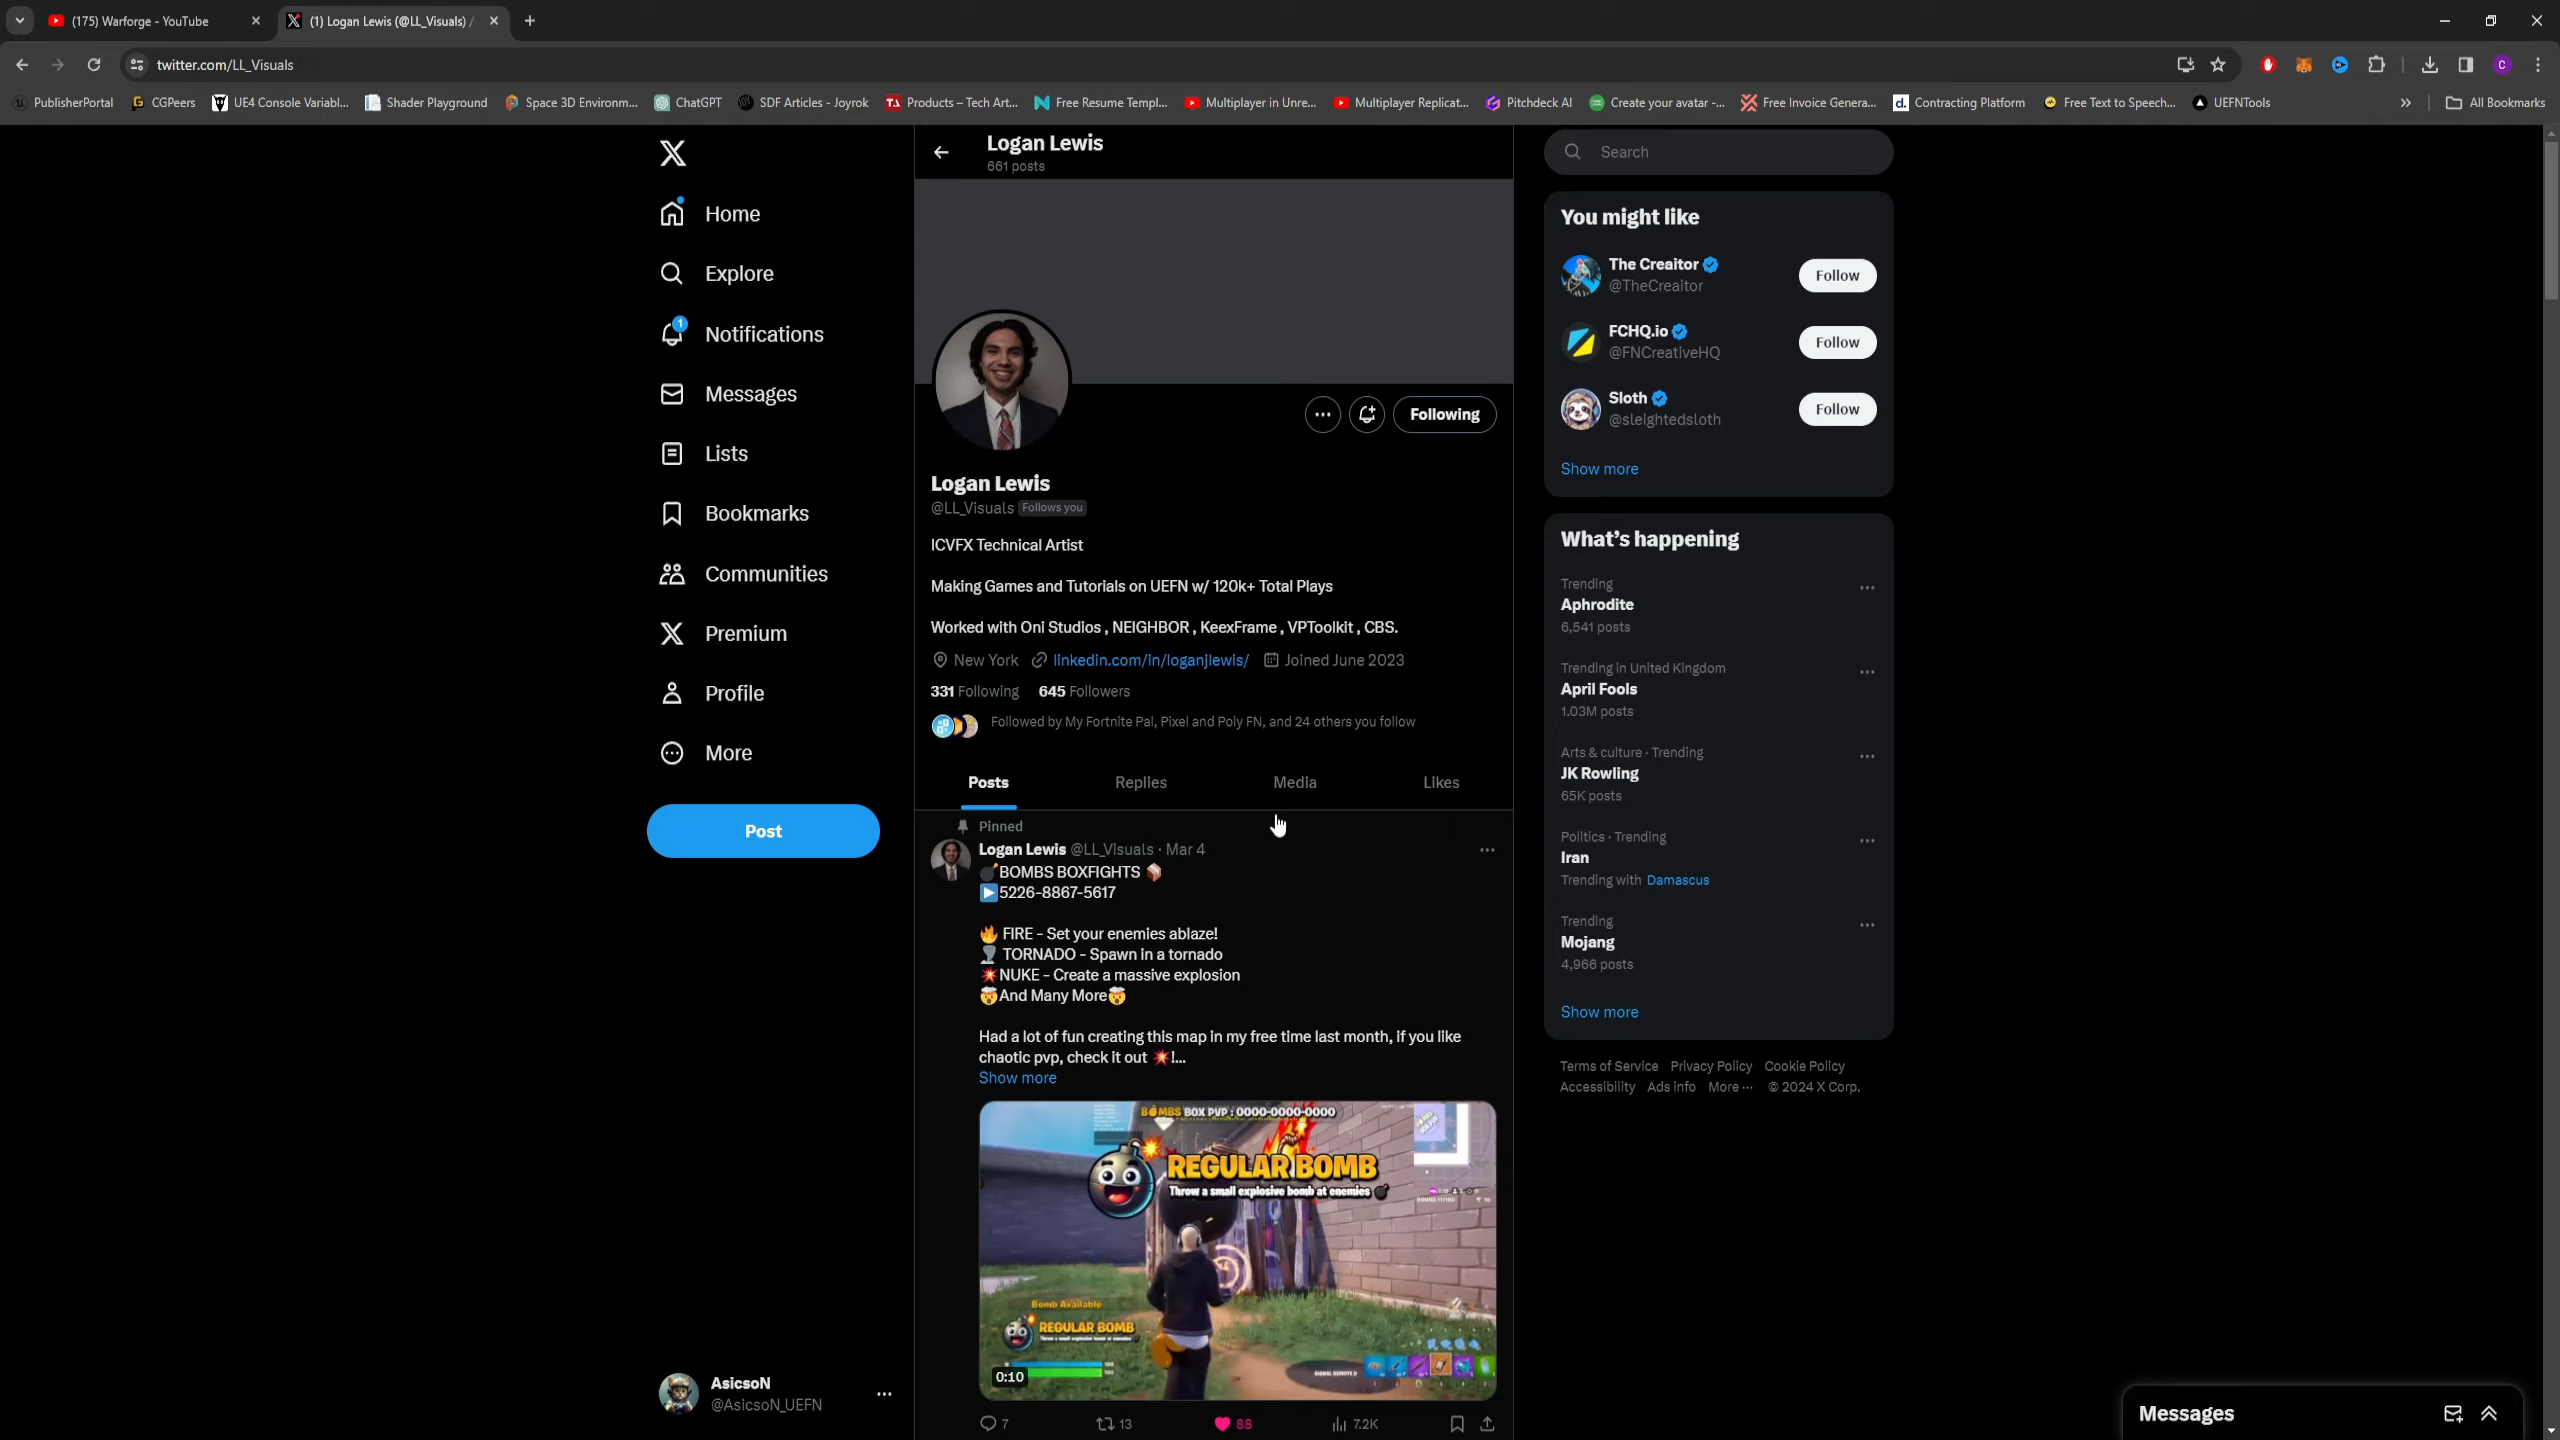 (175) Warforge - YouTube
(1) Logan Lewis (@LL_Visuals) /
twitter.com/LL_Visuals
PublisherPortal
CGPeers
UE4 Console Variabl...
Shader Playground
Space 3D Environm...
ChatGPT
SDF Articles - Joyrok
Products – Tech Art...
Free Resume Templ...
Multiplayer in Unre...
Multiplayer Replicat...
Pitchdeck AI
Create your avatar -...
Free Invoice Genera...
Contracting Platform
Free Text to Speech...
UEFNTools
All Bookmarks
Home
Explore
1
Notifications
Messages
Lists
Bookmarks
Communities
Premium
Profile
More
Post
AsicsoN
@AsicsoN_UEFN
Logan Lewis
661 posts
Following
Logan Lewis
@LL_Visuals Follows you
ICVFX Technical Artist
Making Games and Tutorials on UEFN w/ 120k+ Total Plays
Worked with Oni Studios , NEIGHBOR , KeexFrame , VPToolkit , CBS.
New York linkedin.com/in/loganjlewis/ Joined June 2023
331 Following 645 Followers
Followed by My Fortnite Pal, Pixel and Poly FN, and 24 others you follow
Posts Replies Media Likes
Pinned
Logan Lewis @LL_Visuals · Mar 4
💣BOMBS BOXFIGHTS 📦
▶️5226-8867-5617
🔥 FIRE - Set your enemies ablaze!
🌪️ TORNADO - Spawn in a tornado
💥NUKE - Create a massive explosion
🤯And Many More🤯
Had a lot of fun creating this map in my free time last month, if you like
chaotic pvp, check it out 💥!...
Show more
BOMBS BOX PVP : 0000-0000-0000
REGULAR BOMB
Throw a small explosive bomb at enemies
Bomb Available
REGULAR BOMB
0:10
7 13 88 7.2K
Search
You might like
The Creaitor
@TheCreaitor
Follow
FCHQ.io
@FNCreativeHQ
Follow
Sloth
@sleightedsloth
Follow
Show more
What's happening
Trending
Aphrodite
6,541 posts
Trending in United Kingdom
April Fools
1.03M posts
Arts & culture · Trending
JK Rowling
65K posts
Politics · Trending
Iran
Trending with Damascus
Trending
Mojang
4,966 posts
Show more
Terms of Service Privacy Policy Cookie Policy
Accessibility Ads info More ··· © 2024 X Corp.
Messages